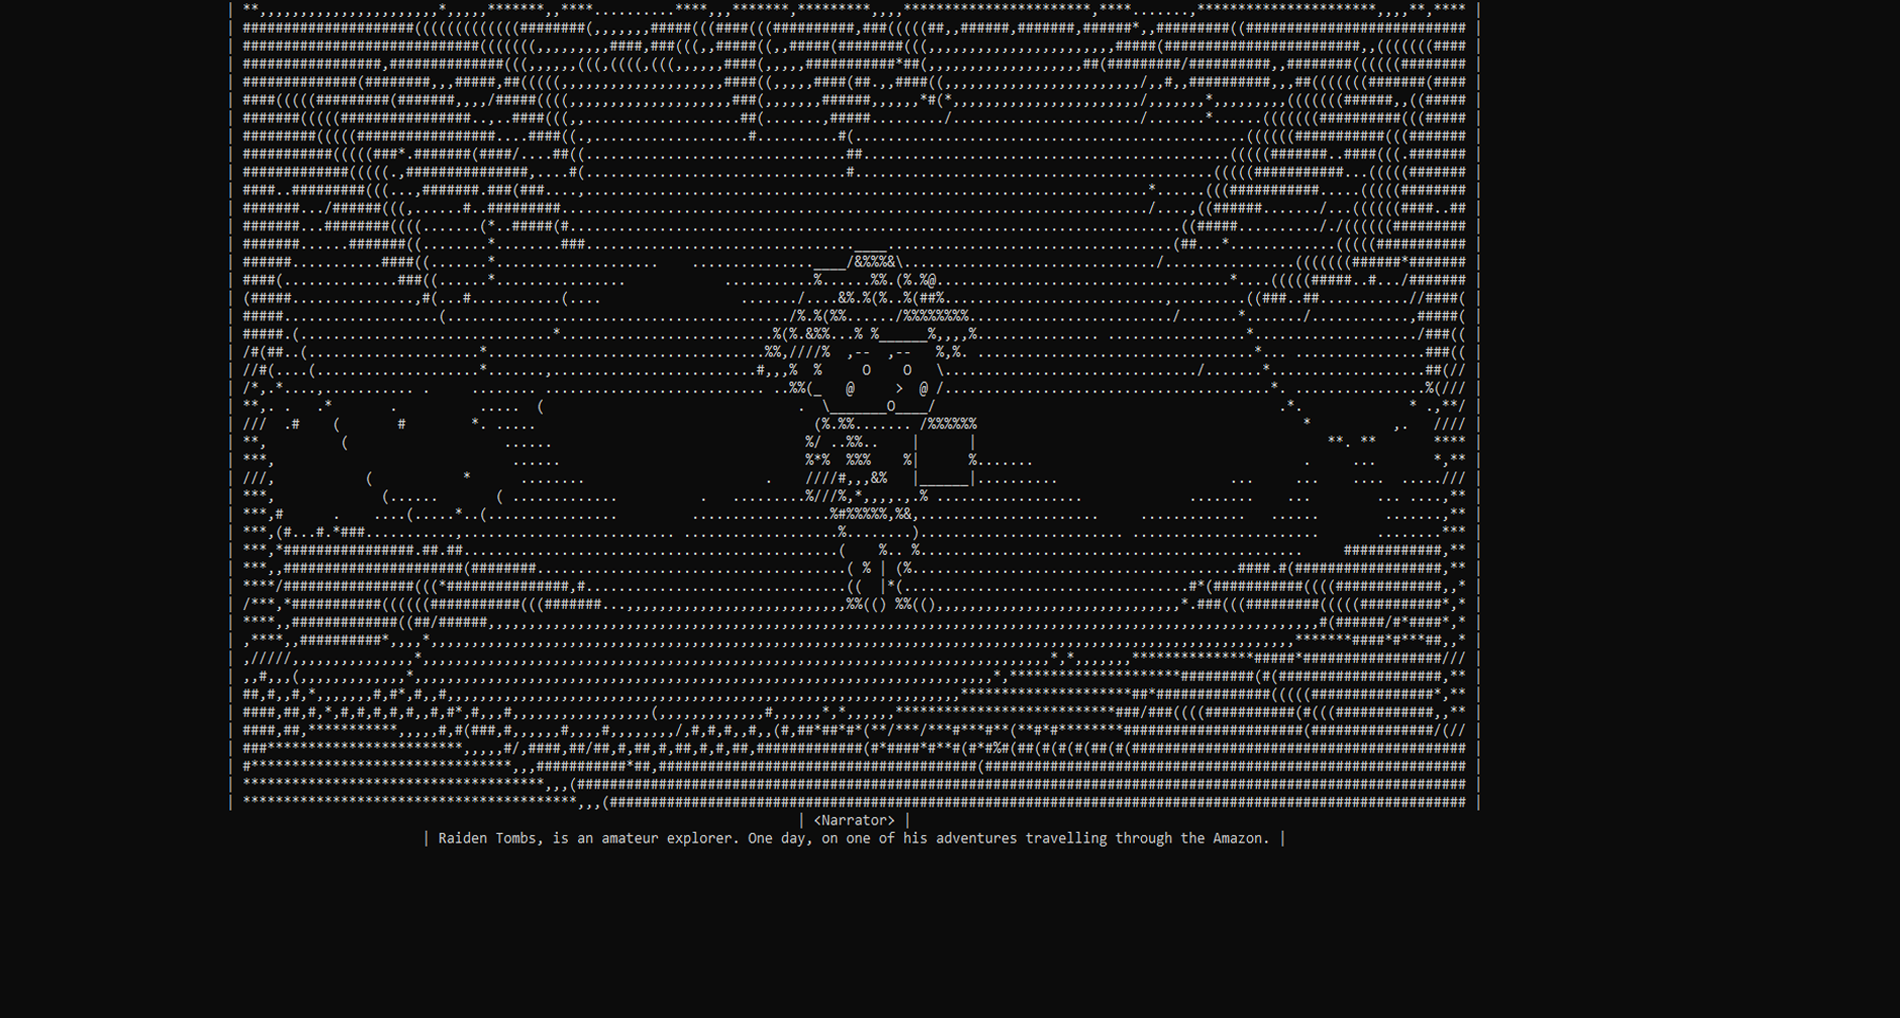 | <Narrator> |
| Raiden Tombs, is an amateur explorer. One day, on one of his adventures travelling through the Amazon. |